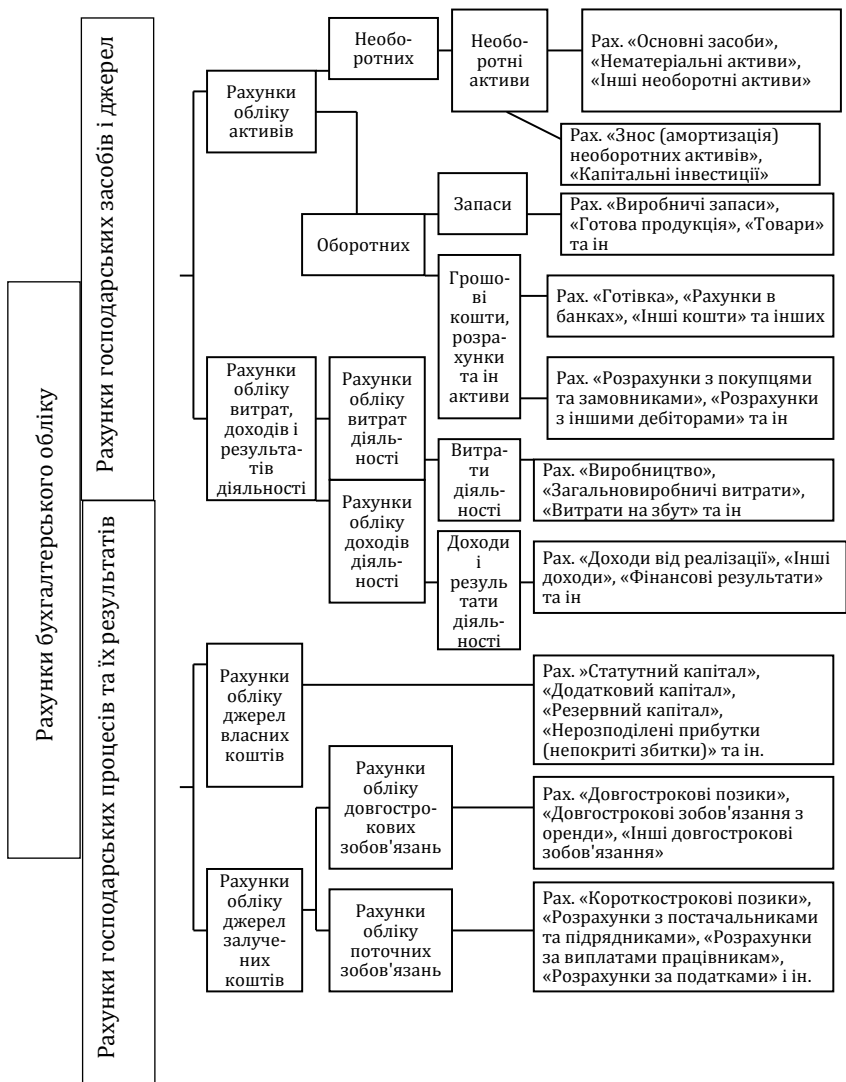 Рахунки бухгалтерського обліку
Рахунки господарських засобів і джерел
Рахунки господарських процесів та їх результатів
Рахунки
обліку
активів
Необо-
ротних
Необо-
ротні
активи
Рах. «Основні засоби»,
«Нематеріальні активи»,
«Інші необоротні активи»
Рах. «Знос (амортизація)
необоротних активів»,
«Капітальні інвестиції»
Оборотних
Запаси
Рах. «Виробничі запаси»,
«Готова продукція», «Товари»
та ін
Грошо-
ві
кошти,
розра-
хунки
та ін
активи
Рах. «Готівка», «Рахунки в
банках», «Інші кошти» та інших
Рах. «Розрахунки з покупцями
та замовниками», «Розрахунки
з іншими дебіторами» та ін
Рахунки
обліку
витрат,
доходів і
результа-
тів
діяльності
Рахунки
обліку
витрат
діяль-
ності
Витра-
ти
діяль-
ності
Рах. «Виробництво»,
«Загальновиробничі витрати»,
«Витрати на збут» та ін
Рахунки
обліку
доходів
діяль-
ності
Доходи
і
резуль
тати
діяль-
ності
Рах. «Доходи від реалізації», «Інші
доходи», «Фінансові результати»
та ін
Рахунки
обліку
джерел
власних
коштів
Рах. »Статутний капітал»,
«Додатковий капітал»,
«Резервний капітал»,
«Нерозподілені прибутки
(непокриті збитки)» та ін.
Рахунки
обліку
джерел
залуче-
них
коштів
Рахунки
обліку
довгостро-
кових
зобов'язань
Рах. «Довгострокові позики»,
«Довгострокові зобов'язання з
оренди», «Інші довгострокові
зобов'язання»
Рахунки
обліку
поточних
зобов'язань
Рах. «Короткострокові позики»,
«Розрахунки з постачальниками
та підрядниками», «Розрахунки
за виплатами працівникам»,
«Розрахунки за податками» і ін.